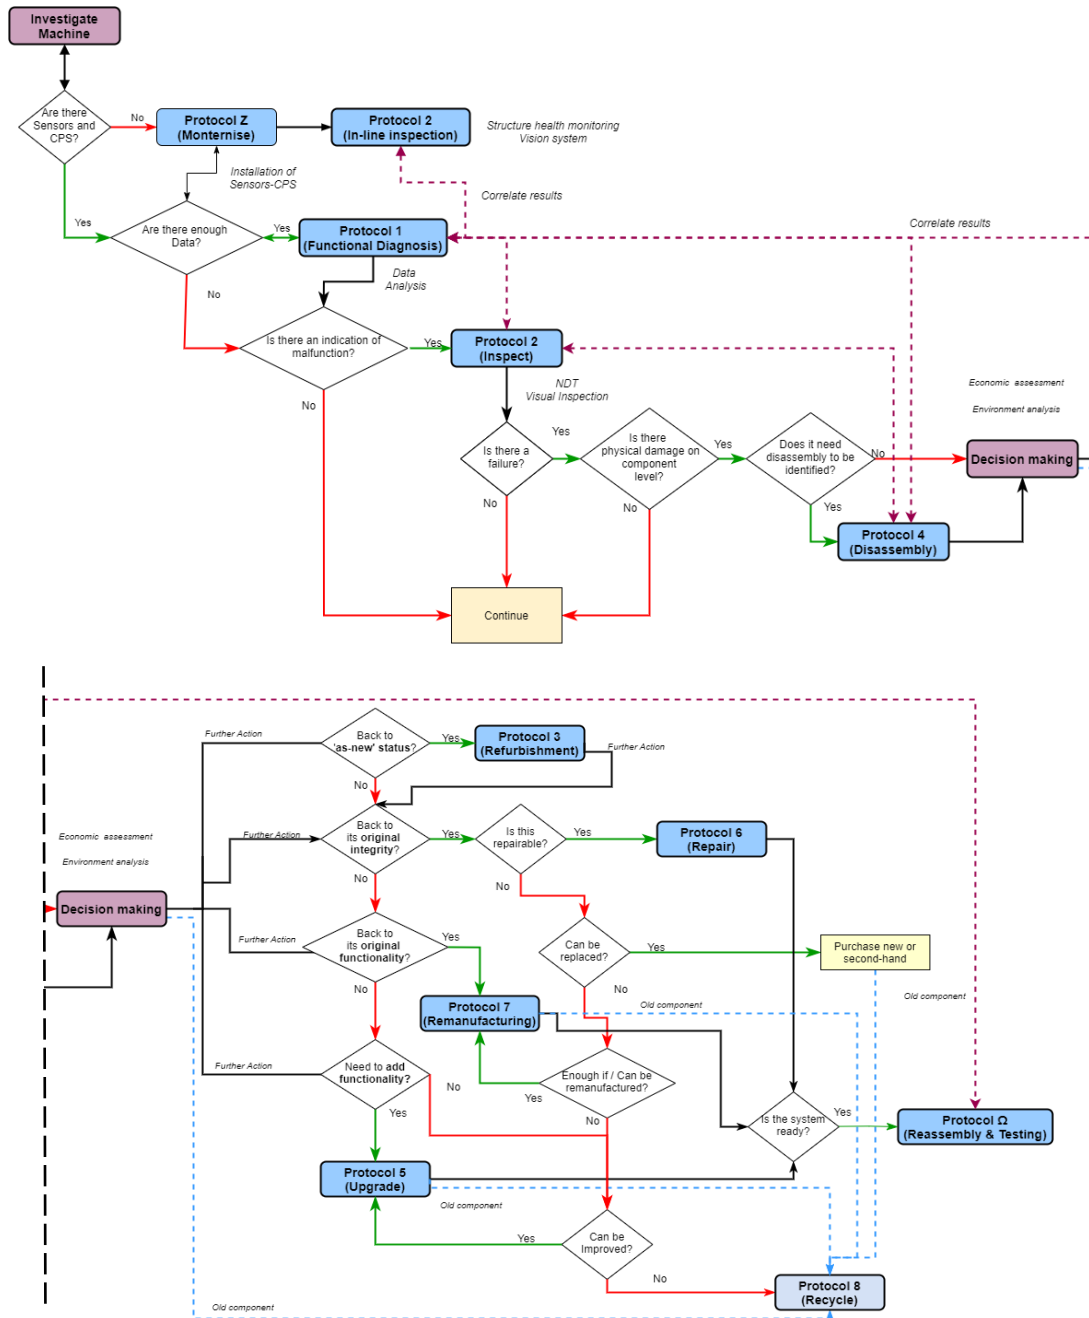 Investigate
Machine
Are there
Sensors and
CPS?
No
Protocol Z
(Monternise)
Protocol 2
(In-line inspection)
Structure health monitoring
Vision system
Installation of
Sensors-CPS
Correlate results
Yes
Are there enough
Data?
Yes
Protocol 1
(Functional Diagnosis)
Correlate results
Data
Analysis
No
Is there an indication of
malfunction?
Yes
Protocol 2
(Inspect)
NDT
Visual Inspection
No
Economic assessment
Environment analysis
Is there a
failure?
Yes
Is there
physical damage on
component
level?
Yes
Does it need
disassembly to be
identified?
No
Decision making
No
No
Yes
Protocol 4
(Disassembly)
Continue
Further Action
Back to
'as-new' status?
Yes
Protocol 3
(Refurbishment)
Further Action
No
Economic assessment
Environment analysis
Further Action
Back to
its original
integrity?
Yes
Is this
repairable?
Yes
Protocol 6
(Repair)
No
No
Decision making
Further Action
Back to
its original
functionality?
Yes
Can be
replaced?
Yes
Purchase new or
second-hand
No
No
Protocol 7
(Remanufacturing)
Old component
Old component
Further Action
Need to add
functionality?
No
Enough if / Can be
remanufactured?
Yes
Yes
No
Is the system
ready?
Yes
Protocol Ω
(Reassembly & Testing)
Protocol 5
(Upgrade)
Old component
Yes
Can be
Improved?
No
Protocol 8
(Recycle)
Old component